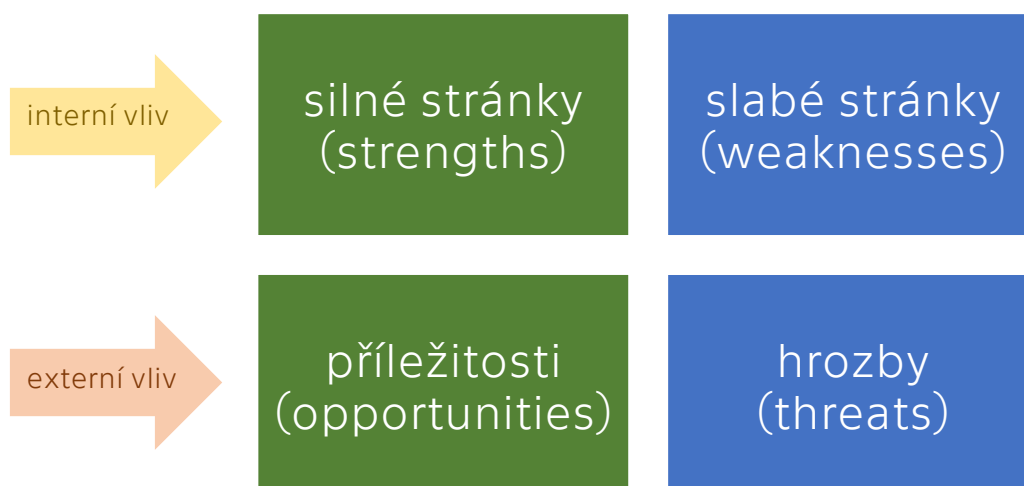 interní vliv
silné stránky
(strengths)
slabé stránky
(weaknesses)
externí vliv
příležitosti
(opportunities)
hrozby
(threats)